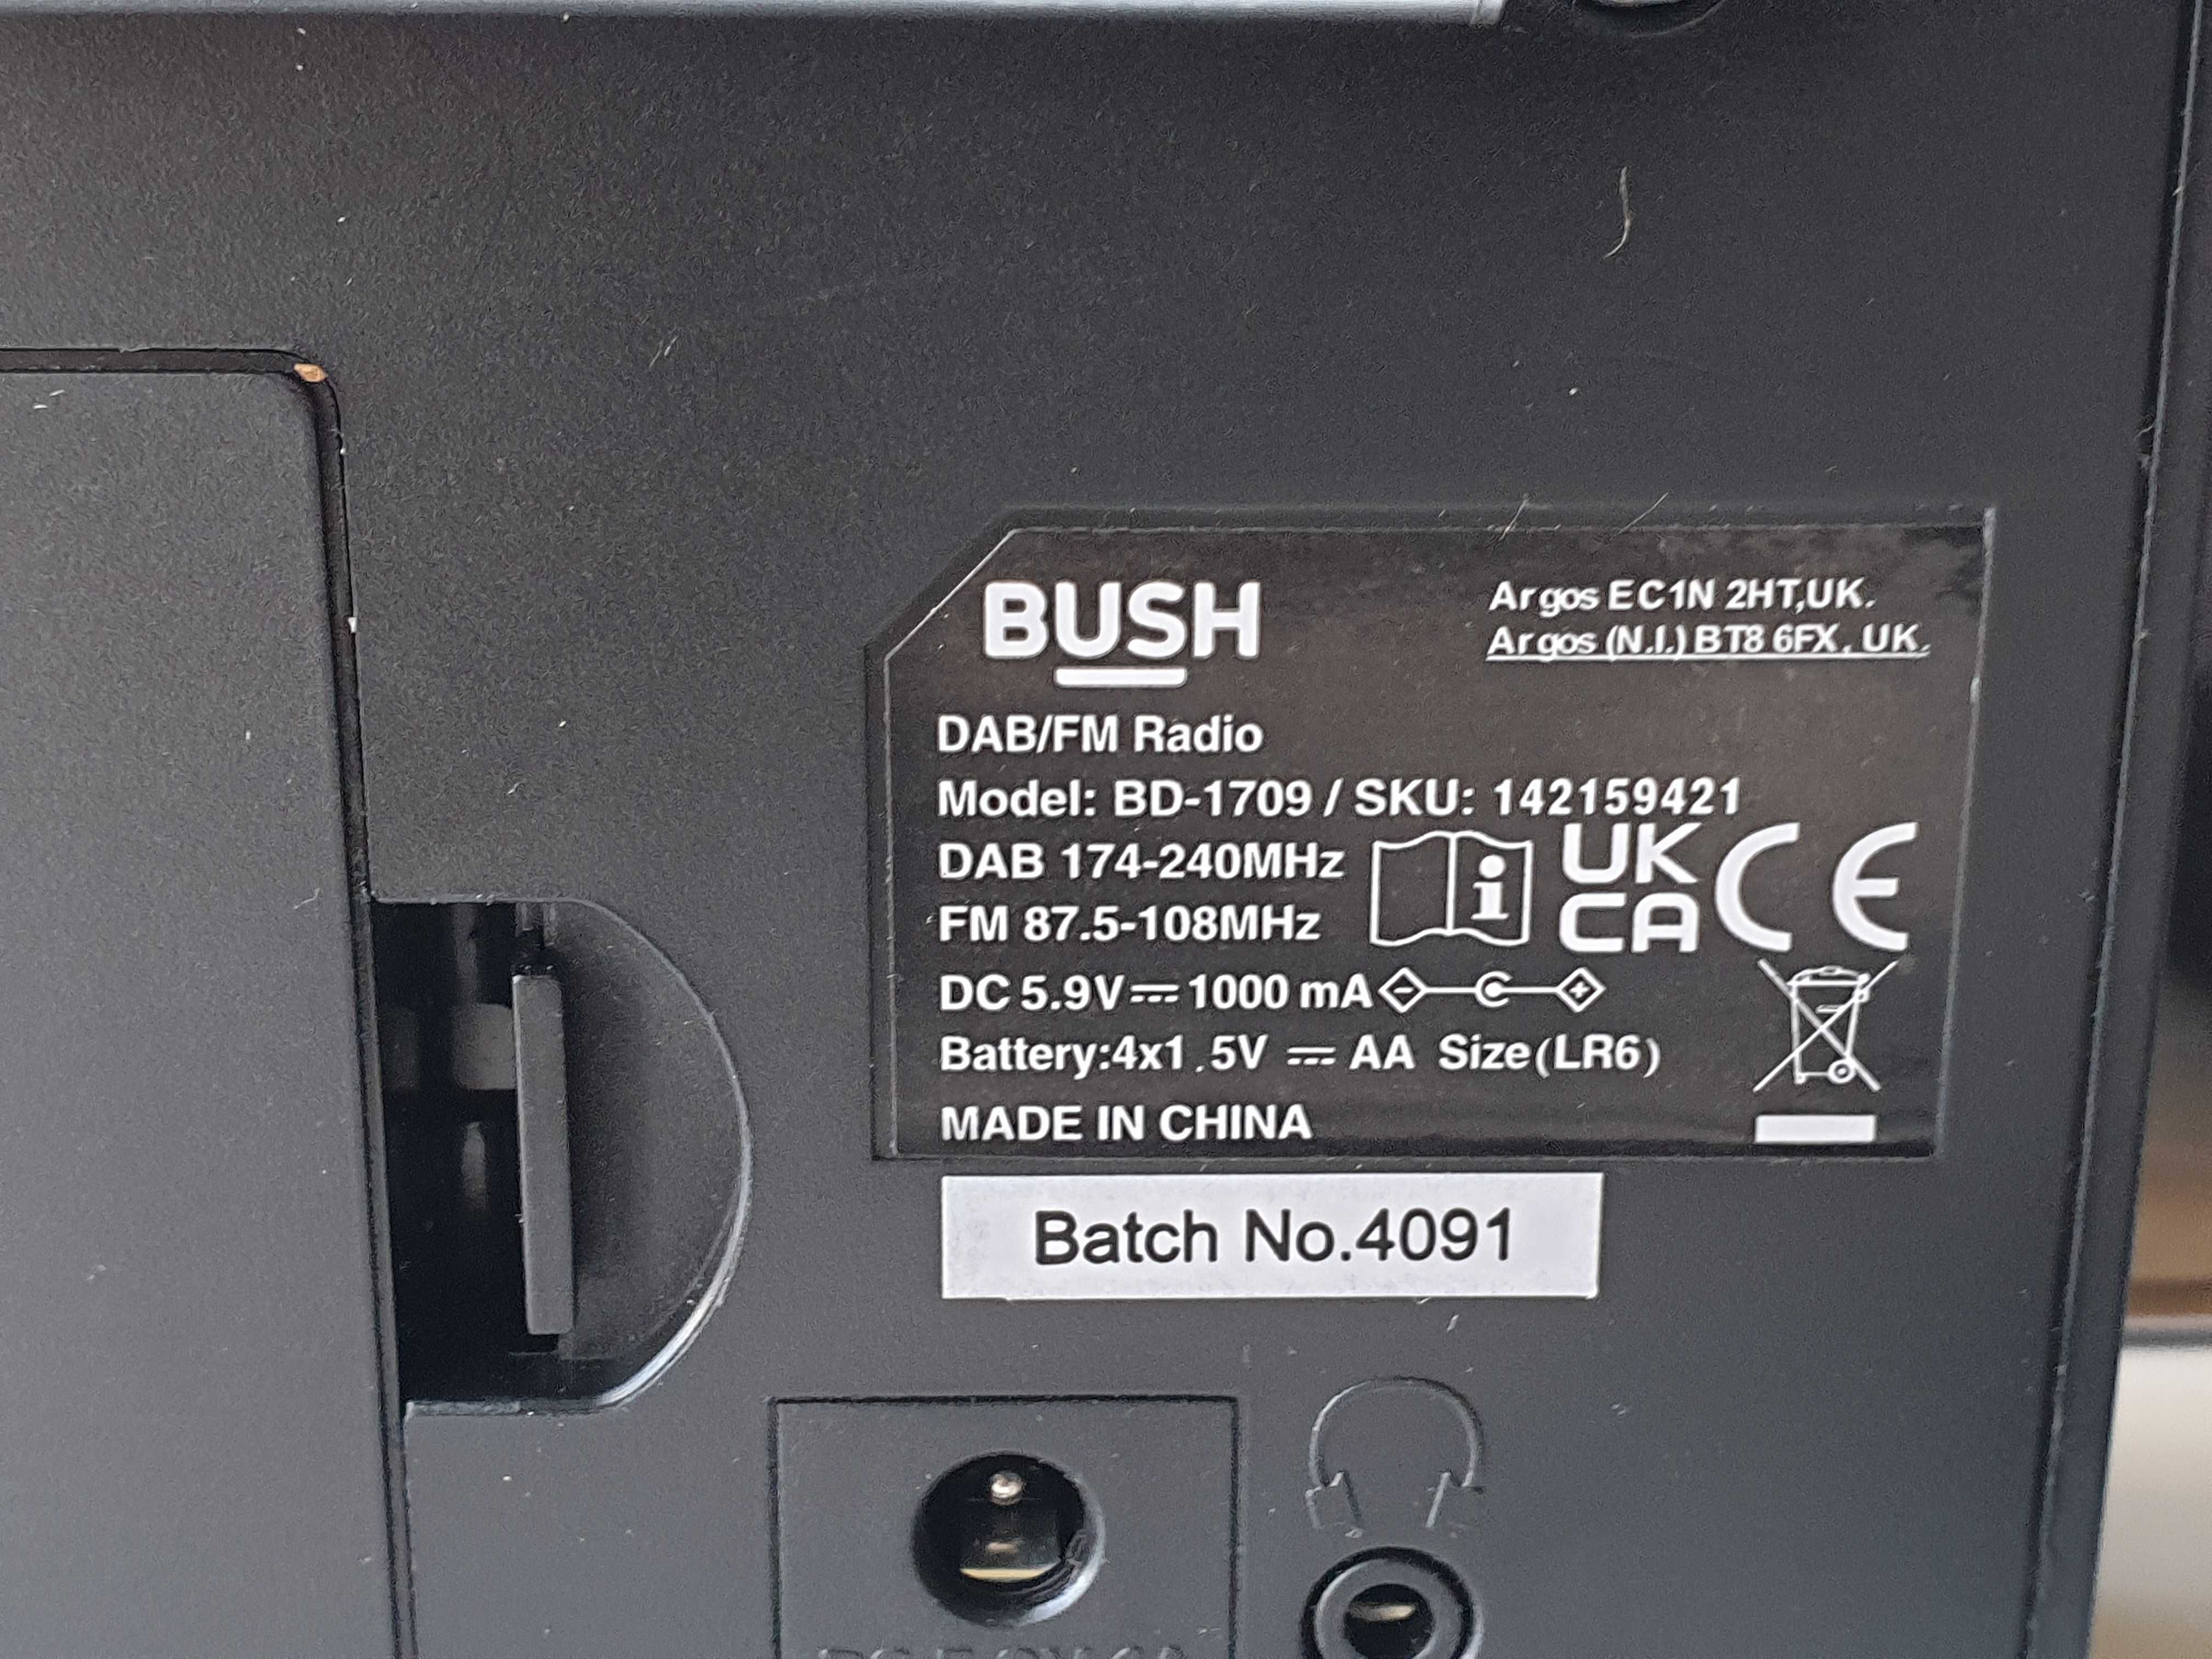 BUSH
Argos EC1N 2HT,UK.
Argos (N.I.) BT8 6FX, UK.
DAB/FM Radio
Model: BD-1709 / SKU: 142159421
DAB 174-240MHz
FM 87.5-108MHz
UK
CA
CE
DC 5.9V 1000 mA
Battery:4x1.5V AA Size(LR6)
MADE IN CHINA
Batch No.4091